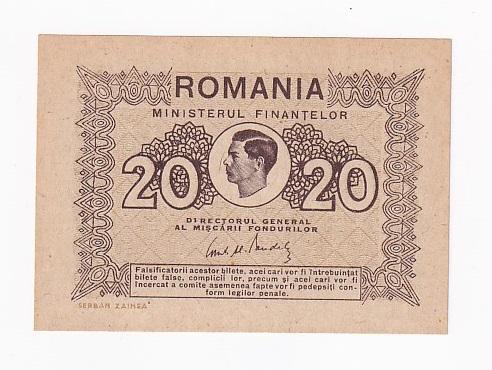 ROMANIA
MINISTERUL FINANȚELOR
20 20
DIRECTORUL GENERAL
AL MIȘCĂRII FONDURILOR
Falsificatorii acestor bilete, acei cari vor fi întrebuințat
bilete false, complicii lor, precum și acei cari vor fi
încercat a comite asemenea fapte vor fi pedepsiți con-
form legilor penale.
ȘERBAN ZAINEA